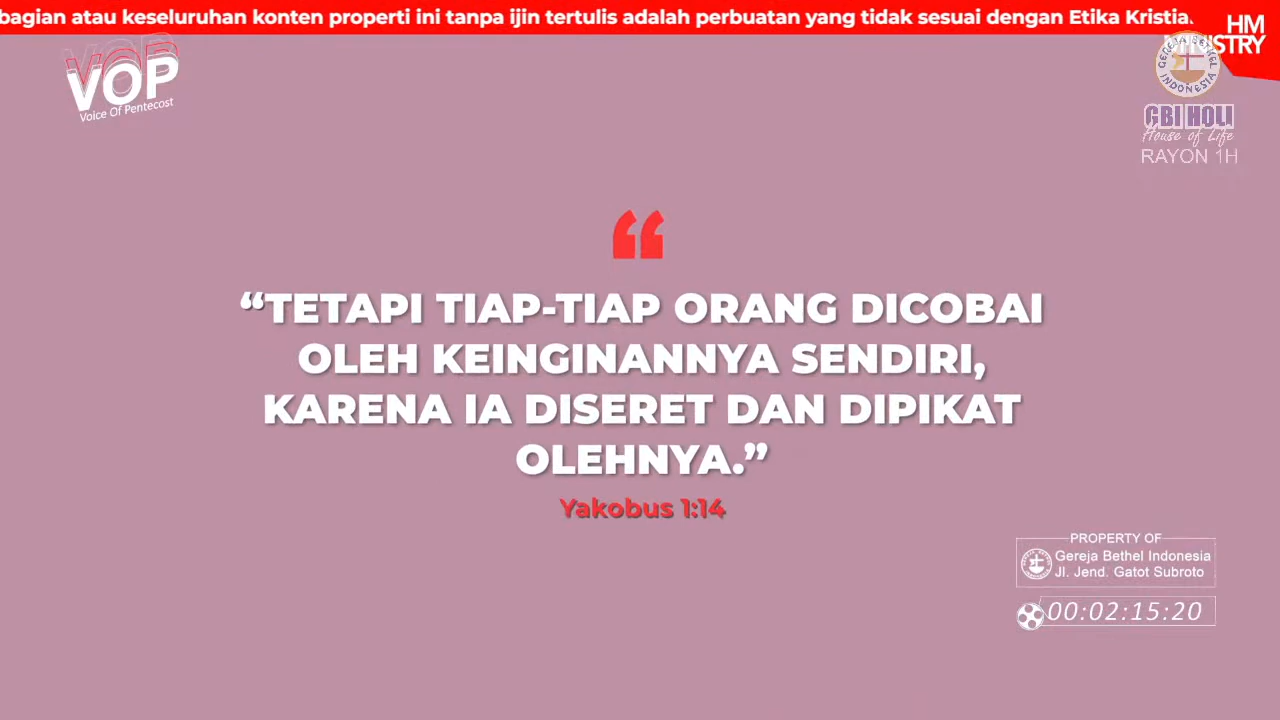 bagian atau keseluruhan konten properti ini tanpa ijin tertulis adalah perbuatan yang tidak sesuai dengan Etika Kristia
HM
MINISTRY
VOP
Voice Of Pentecost
GEREJA BETHEL INDONESIA
GBI HOLI
House of Life
RAYON 1H
“TETAPI TIAP-TIAP ORANG DICOBAI
OLEH KEINGINANNYA SENDIRI,
KARENA IA DISERET DAN DIPIKAT
OLEHNYA.”
Yakobus 1:14
PROPERTY OF
Gereja Bethel Indonesia
Jl. Jend. Gatot Subroto
00:02:15:20